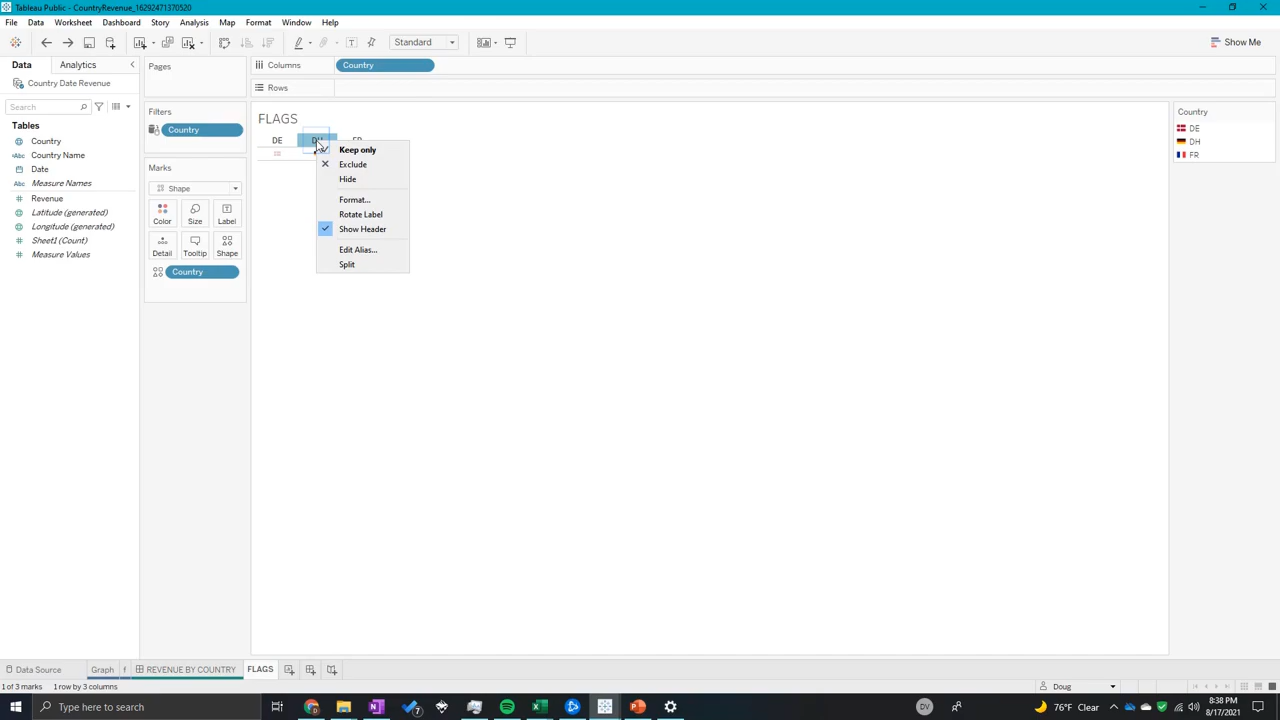 Tableau Public - CountryRevenue_16292471370520
File Data Worksheet Dashboard Story Analysis Map Format Window Help
Standard
Show Me
Data Analytics
Country Date Revenue
Search
Tables
Country
Abc Country Name
Date
Abc Measure Names
Revenue
Latitude (generated)
Longitude (generated)
Sheet1 (Count)
Measure Values
Pages
Filters
Country
Marks
Shape
Color Size Label
Detail Tooltip Shape
Country
Columns Country
Rows
FLAGS
DE
Keep only
Exclude
Hide
Format...
Rotate Label
Show Header
Edit Alias...
Split
Country
DE
DH
FR
Data Source Graph REVENUE BY COUNTRY FLAGS
1 of 3 marks 1 row by 3 columns
Doug
Type here to search
7
DV
76°F Clear
8:38 PM
8/17/2021